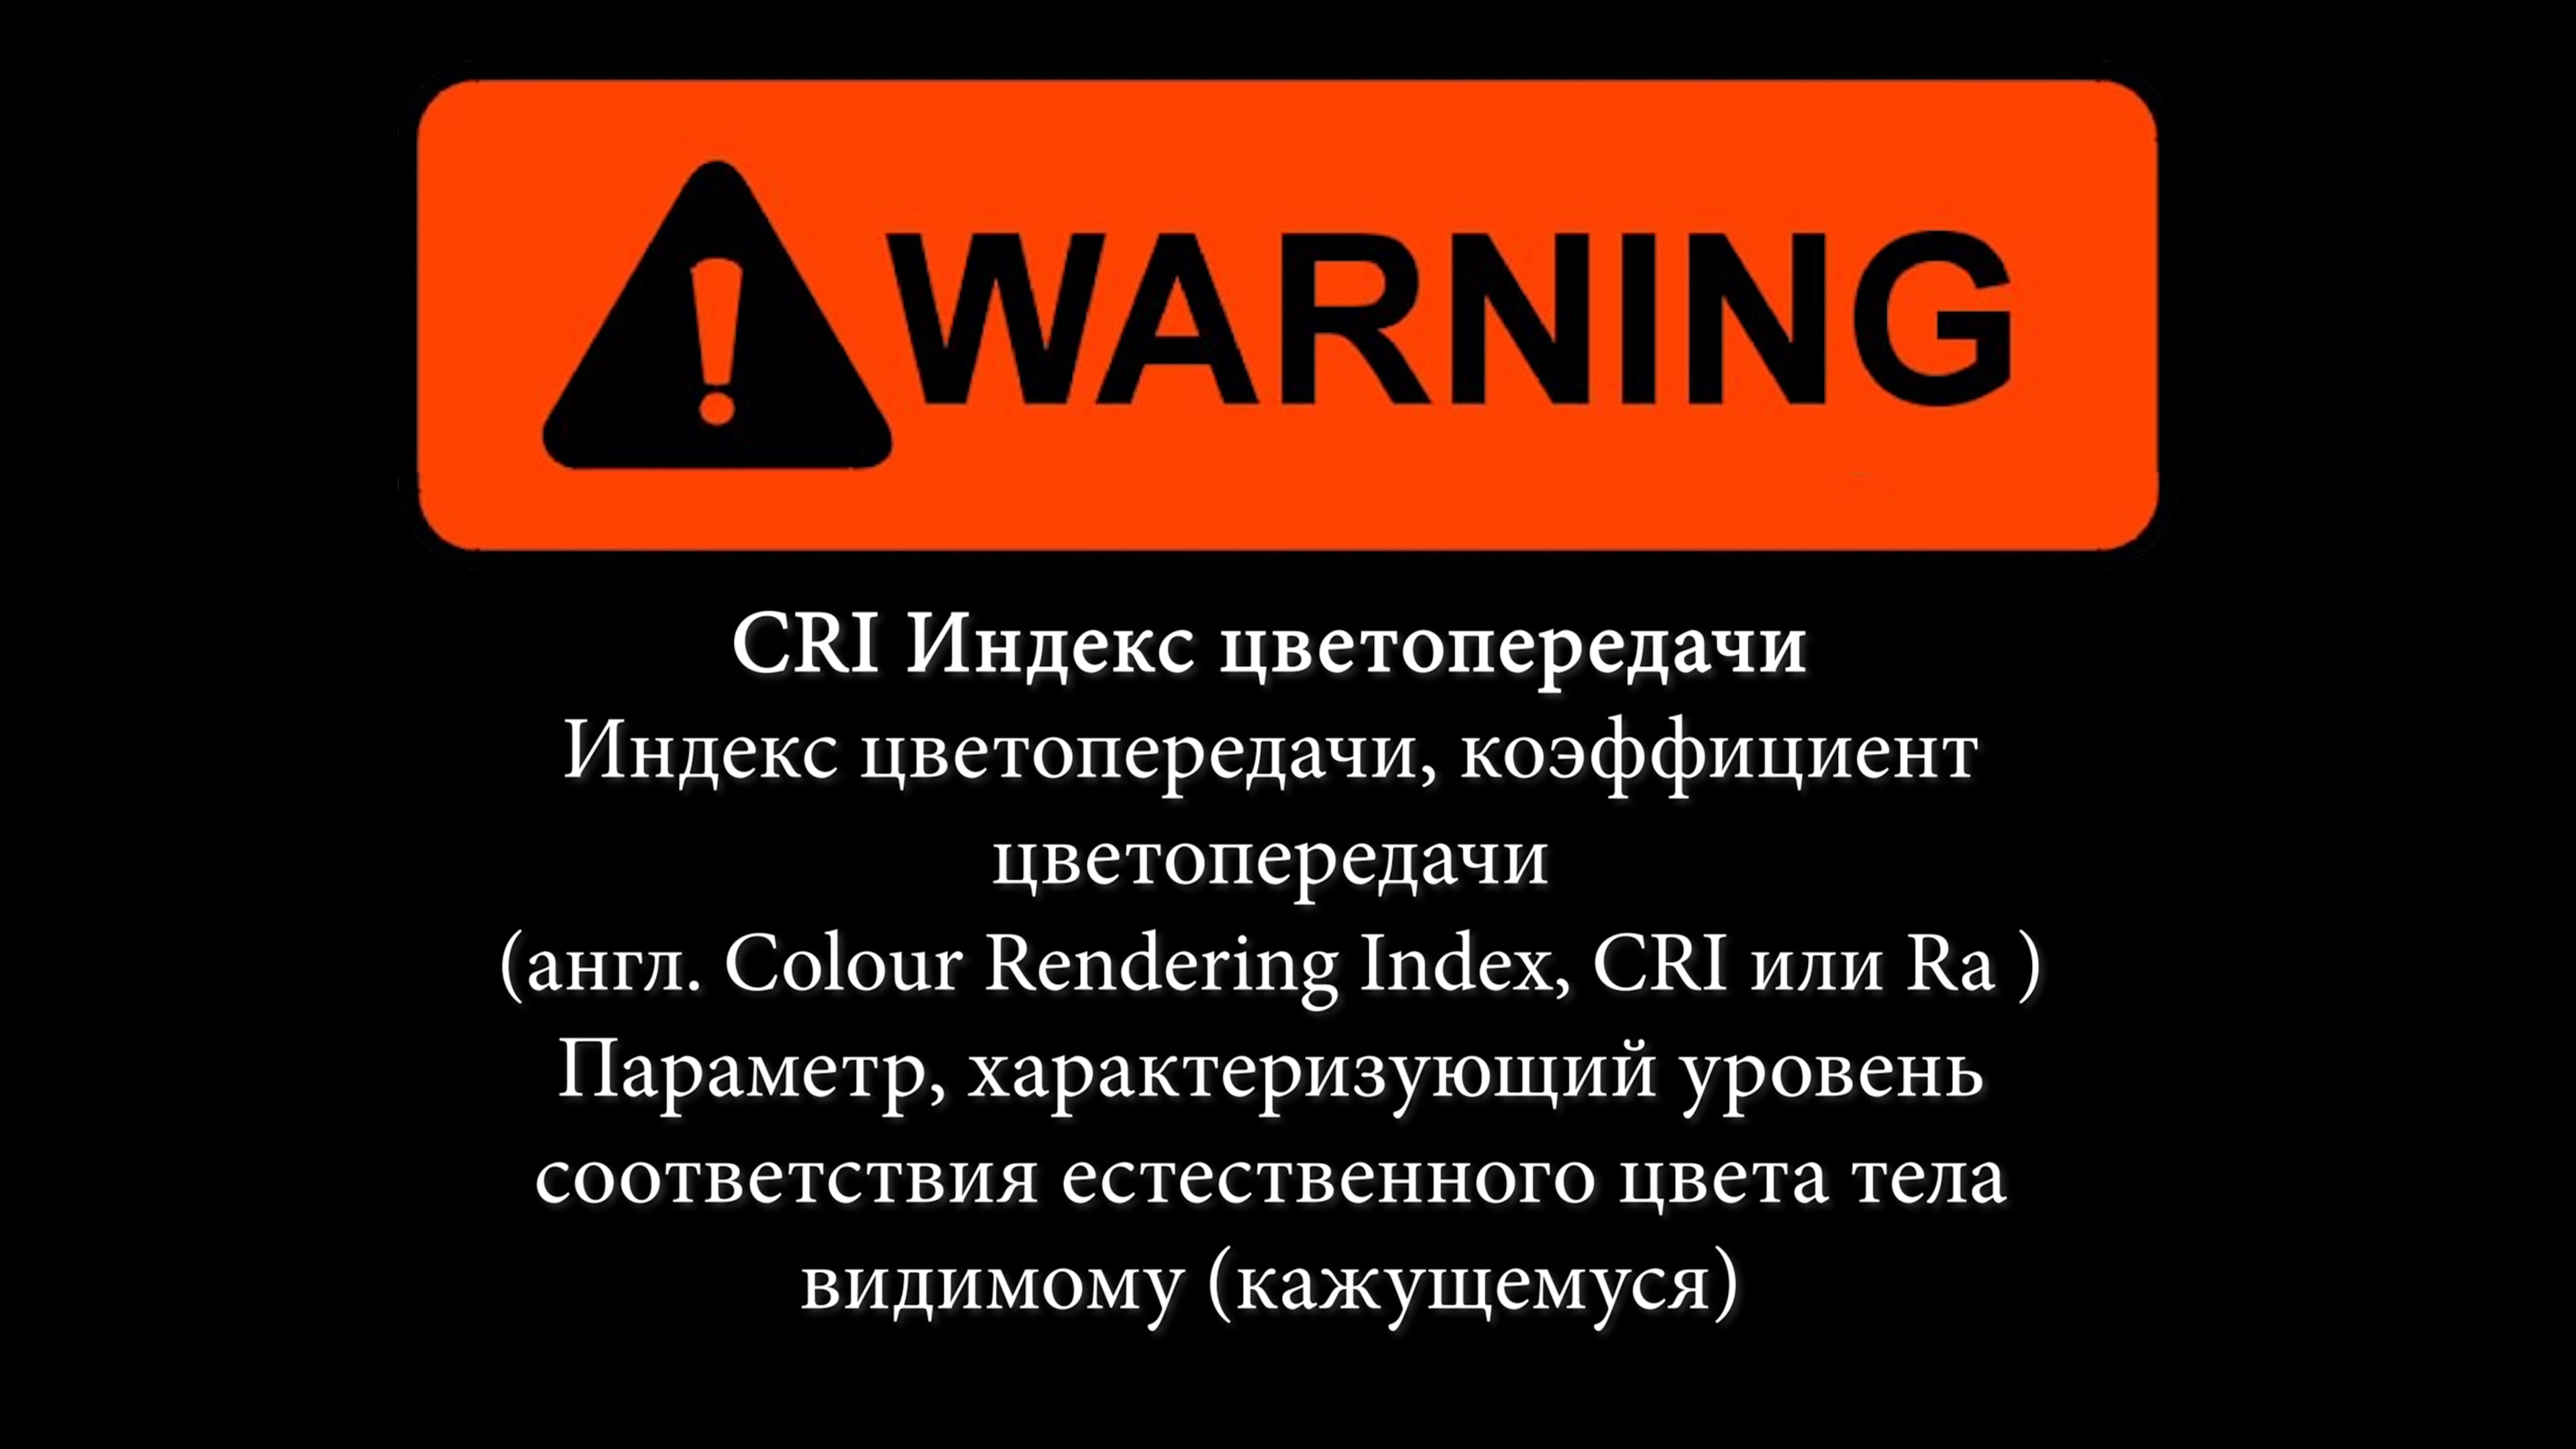 WARNING
CRI Индекс цветопередачи
Индекс цветопередачи, коэффициент
цветопередачи
(англ. Colour Rendering Index, CRI или Ra )
Параметр, характеризующий уровень
соответствия естественного цвета тела
видимому (кажущемуся)